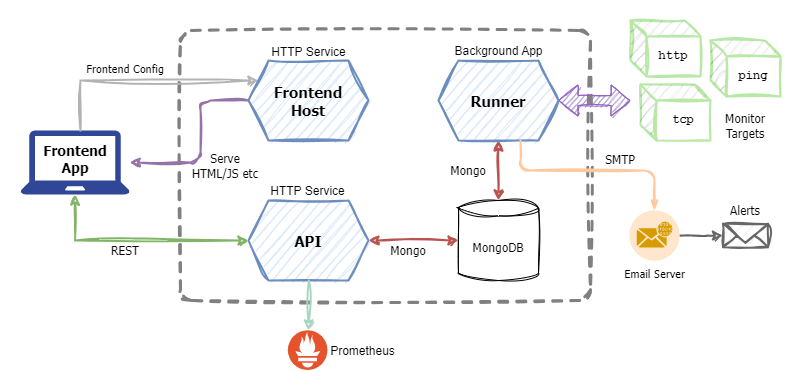 HTTP Service
Background App
http
ping
tcp
Monitor
Targets
Frontend Config
Frontend
Host
Runner
Frontend
App
Serve
HTML/JS etc
Mongo
SMTP
HTTP Service
API
REST
Mongo
MongoDB
Alerts
Email Server
Prometheus